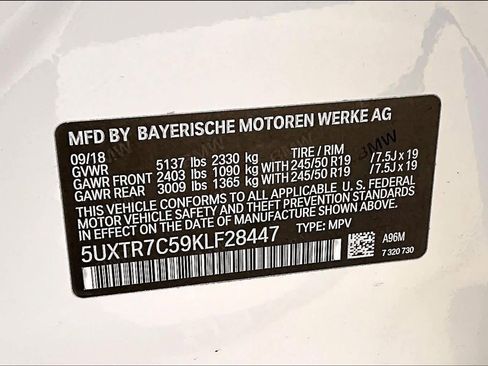 MFD BY BAYERISCHE MOTOREN WERKE AG
09/18
GVWR 5137 lbs 2330 kg TIRE / RIM
GAWR FRONT 2403 lbs 1090 kg WITH 245/50 R19 /7.5J x 19
GAWR REAR 3009 lbs 1365 kg WITH 245/50 R19 /7.5J x 19
THIS VEHICLE CONFORMS TO ALL APPLICABLE U. S. FEDERAL
MOTOR VEHICLE SAFETY STANDARDS IN EFFECT
ON THE DATE OF MANUFACTURE SHOWN ABOVE.
5UXTR7C59KLF28447 TYPE: MPV
A96M
7 320 730